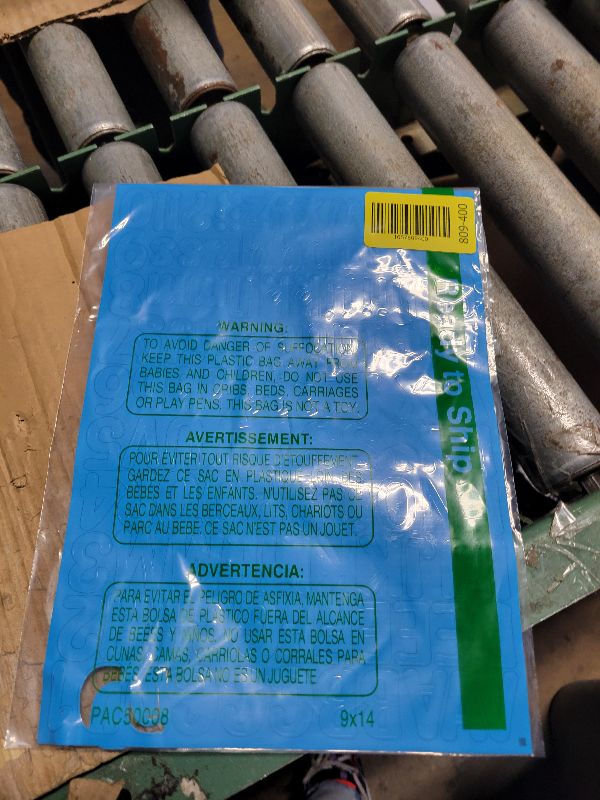 809-400
Ready to Ship
WARNING:
TO AVOID DANGER OF SUFFOCATION,
KEEP THIS PLASTIC BAG AWAY FROM
BABIES AND CHILDREN. DO NOT USE
THIS BAG IN CRIBS, BEDS, CARRIAGES
OR PLAY PENS. THIS BAG IS NOT A TOY.
AVERTISSEMENT:
POUR ÉVITER TOUT RISQUE D'ÉTOUFFEMENT,
GARDEZ CE SAC EN PLASTIQUE LOIN DES
BÉBÉS ET LES ENFANTS. N'UTILISEZ PAS CE
SAC DANS LES BERCEAUX, LITS, CHARIOTS OU
PARC AU BÉBÉ. CE SAC N'EST PAS UN JOUET.
ADVERTENCIA:
PARA EVITAR EL PELIGRO DE ASFIXIA, MANTENGA
ESTA BOLSA DE PLASTICO FUERA DEL ALCANCE
DE BEBES Y NIÑOS. NO USAR ESTA BOLSA EN
CUNAS, CAMAS, CARRIOLAS O CORRALES PARA
BEBÉS. ESTA BOLSA NO ES UN JUGUETE
PAC50008 9x14